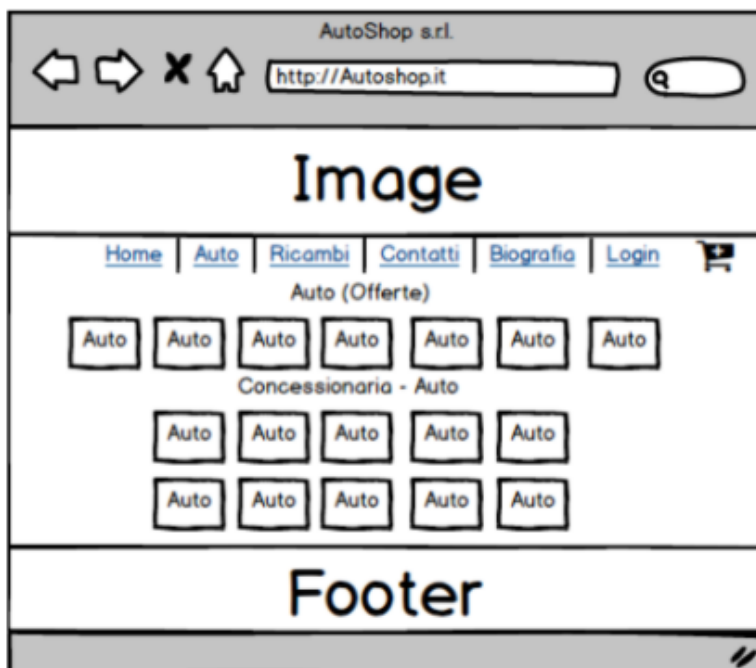 AutoShop s.r.l.
http://Autoshop.it
Image
Home | Auto | Ricambi | Contatti | Biografia | Login
Auto (Offerte)
Auto Auto Auto Auto Auto Auto Auto
Concessionaria - Auto
Auto Auto Auto Auto Auto
Auto Auto Auto Auto Auto
Footer